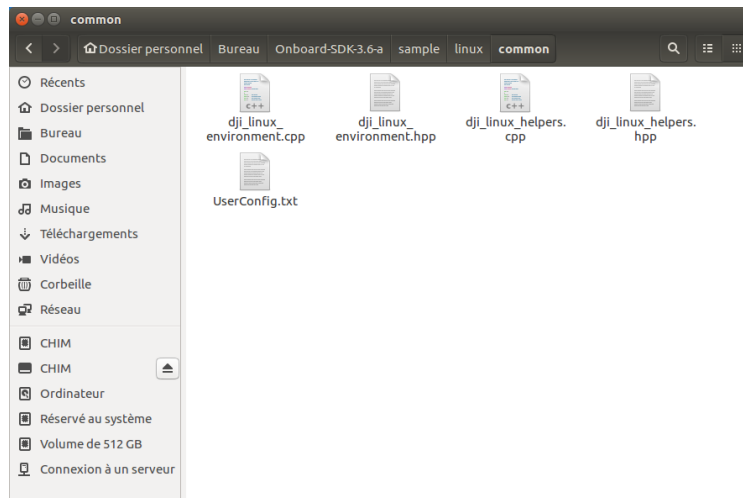 common
Dossier personnel Bureau Onboard-SDK-3.6-a sample linux common
Récents
Dossier personnel
Bureau
Documents
Images
Musique
Téléchargements
Vidéos
Corbeille
Réseau
CHIM
CHIM
Ordinateur
Réservé au système
Volume de 512 GB
Connexion à un serveur
C++
dji_linux_
environment.cpp
dji_linux_
environment.hpp
C++
dji_linux_helpers.
cpp
dji_linux_helpers.
hpp
UserConfig.txt